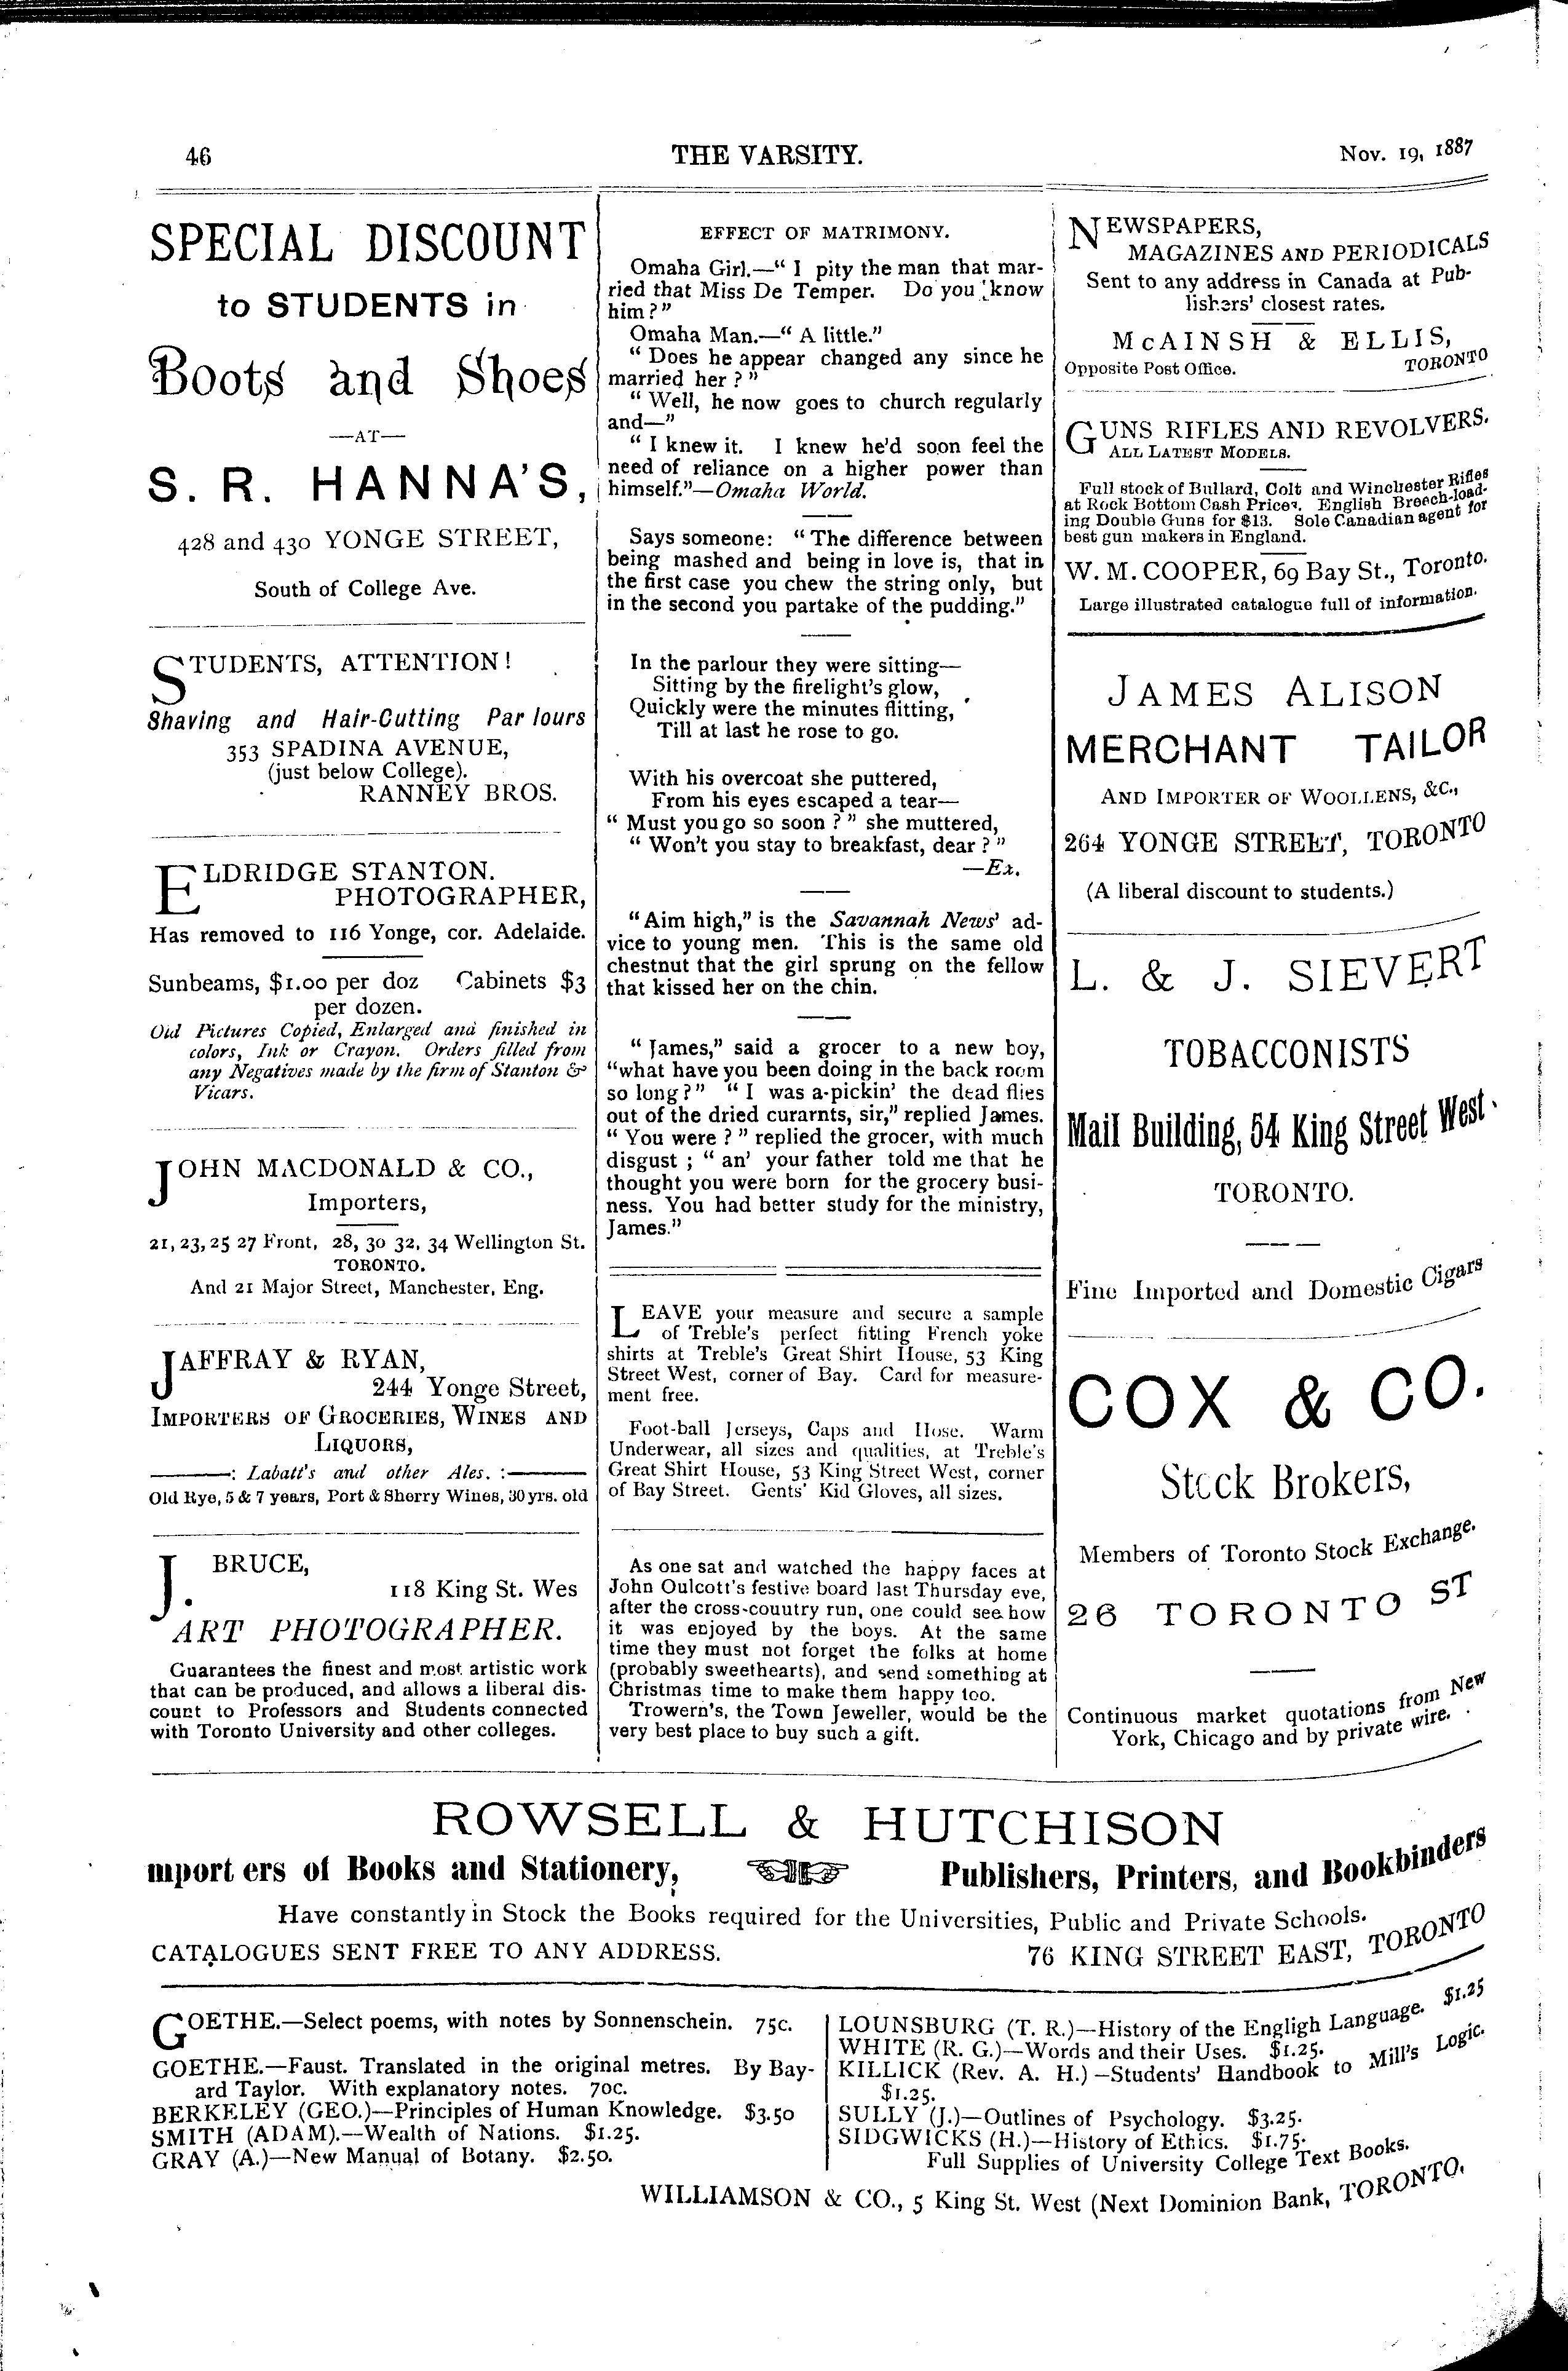 46
THE VARSITY.
Nov. 19, 1887
SPECIAL DISCOUNT
to STUDENTS in
Boots and Shoes
—AT—
S. R. HANNA'S,
428 and 430 YONGE STREET,
South of College Ave.
STUDENTS, ATTENTION!
Shaving and Hair-Cutting Par lours
353 SPADINA AVENUE,
(just below College).
RANNEY BROS.
ELDRIDGE STANTON.
PHOTOGRAPHER,
Has removed to 116 Yonge, cor. Adelaide.
Sunbeams, $1.00 per doz Cabinets $3
per dozen.
Old Pictures Copied, Enlarged and finished in
colors, Ink or Crayon. Orders filled from
any Negatives made by the firm of Stanton &
Vicars.
JOHN MACDONALD & CO.,
Importers,
21, 23, 25 27 Front, 28, 30 32, 34 Wellington St.
TORONTO.
And 21 Major Street, Manchester, Eng.
JAFFRAY & RYAN,
244 Yonge Street,
IMPORTERS OF GROCERIES, WINES AND
LIQUORS,
———: Labatt's and other Ales. :———
Old Rye, 5 & 7 years, Port & Sherry Wines, 30 yrs. old
J. BRUCE,
118 King St. Wes
ART PHOTOGRAPHER.
Guarantees the finest and most artistic work
that can be produced, and allows a liberal dis-
count to Professors and Students connected
with Toronto University and other colleges.
EFFECT OF MATRIMONY.
Omaha Girl.—" I pity the man that mar-
ried that Miss De Temper. Do you know
him?"
Omaha Man.—" A little."
" Does he appear changed any since he
married her ? "
" Well, he now goes to church regularly
and—"
" I knew it. I knew he'd soon feel the
need of reliance on a higher power than
himself."—Omaha World.
Says someone: " The difference between
being mashed and being in love is, that in
the first case you chew the string only, but
in the second you partake of the pudding."
In the parlour they were sitting—
Sitting by the firelight's glow,
Quickly were the minutes flitting,
Till at last he rose to go.
With his overcoat she puttered,
From his eyes escaped a tear—
" Must you go so soon ? " she muttered,
" Won't you stay to breakfast, dear ? "
—Ex.
" Aim high," is the Savannah News' ad-
vice to young men. This is the same old
chestnut that the girl sprung on the fellow
that kissed her on the chin.
" James," said a grocer to a new boy,
"what have you been doing in the back room
so long?" " I was a-pickin' the dead flies
out of the dried curarnts, sir," replied James.
" You were ? " replied the grocer, with much
disgust ; " an' your father told me that he
thought you were born for the grocery busi-
ness. You had better study for the ministry,
James."
LEAVE your measure and secure a sample
of Treble's perfect fitting French yoke
shirts at Treble's Great Shirt House, 53 King
Street West, corner of Bay. Card for measure-
ment free.
Foot-ball Jerseys, Caps and Hose. Warm
Underwear, all sizes and qualities, at Treble's
Great Shirt House, 53 King Street West, corner
of Bay Street. Gents' Kid Gloves, all sizes.
As one sat and watched the happy faces at
John Oulcott's festive board last Thursday eve,
after the cross-couutry run, one could see how
it was enjoyed by the boys. At the same
time they must not forget the folks at home
(probably sweethearts), and send something at
Christmas time to make them happy too.
Trowern's, the Town Jeweller, would be the
very best place to buy such a gift.
NEWSPAPERS,
MAGAZINES AND PERIODICALS
Sent to any address in Canada at Pub-
lishers' closest rates.
McAINSH & ELLIS,
Opposite Post Office. TORONTO
GUNS RIFLES AND REVOLVERS.
ALL LATEST MODELS.
Full stock of Bullard, Colt and Winchester Rifles
at Rock Bottom Cash Prices. English Breech-load-
ing Double Guns for $13. Sole Canadian agent for
best gun makers in England.
W. M. COOPER, 69 Bay St., Toronto.
Large illustrated catalogue full of information.
JAMES ALISON
MERCHANT TAILOR
AND IMPORTER OF WOOLLENS, &C.,
264 YONGE STREET, TORONTO
(A liberal discount to students.)
L. & J. SIEVERT
TOBACCONISTS
Mail Building, 54 King Street West
TORONTO.
Fine Imported and Domestic Cigars
COX & CO.
Stock Brokers,
Members of Toronto Stock Exchange.
26 TORONTO ST
Continuous market quotations from New
York, Chicago and by private wire.
ROWSELL & HUTCHISON
mport ers of Books and Stationery, Publishers, Printers, and Bookbinders
Have constantly in Stock the Books required for the Universities, Public and Private Schools.
CATALOGUES SENT FREE TO ANY ADDRESS. 76 KING STREET EAST, TORONTO
GOETHE.—Select poems, with notes by Sonnenschein. 75c.
GOETHE.—Faust. Translated in the original metres. By Bay-
ard Taylor. With explanatory notes. 70c.
BERKELEY (GEO.)—Principles of Human Knowledge. $3.50
SMITH (ADAM).—Wealth of Nations. $1.25.
GRAY (A.)—New Manual of Botany. $2.50.
LOUNSBURG (T. R.)—History of the Engligh Language. $1.25
WHITE (R. G.)—Words and their Uses. $1.25.
KILLICK (Rev. A. H.)—Students' Handbook to Mill's Logic.
$1.25.
SULLY (J.)—Outlines of Psychology. $3.25.
SIDGWICKS (H.)—History of Ethics. $1.75.
Full Supplies of University College Text Books.
WILLIAMSON & CO., 5 King St. West (Next Dominion Bank, TORONTO,